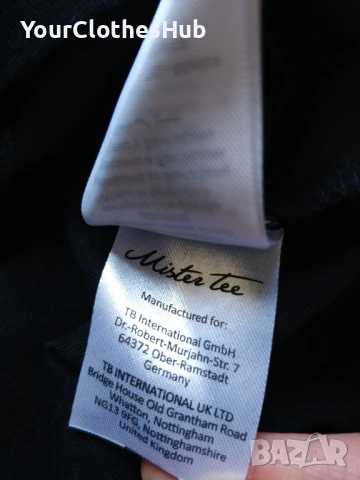 YourClothesHub
Mister Tee
Manufactured for:
TB International GmbH
Dr.-Robert-Murjahn-Str. 7
64372 Ober-Ramstadt
Germany
TB INTERNATIONAL UK LTD
Bridge House Old Grantham Road
Whatton, Nottingham
NG13 9FG, Nottinghamshire
United Kingdom
BAZAR